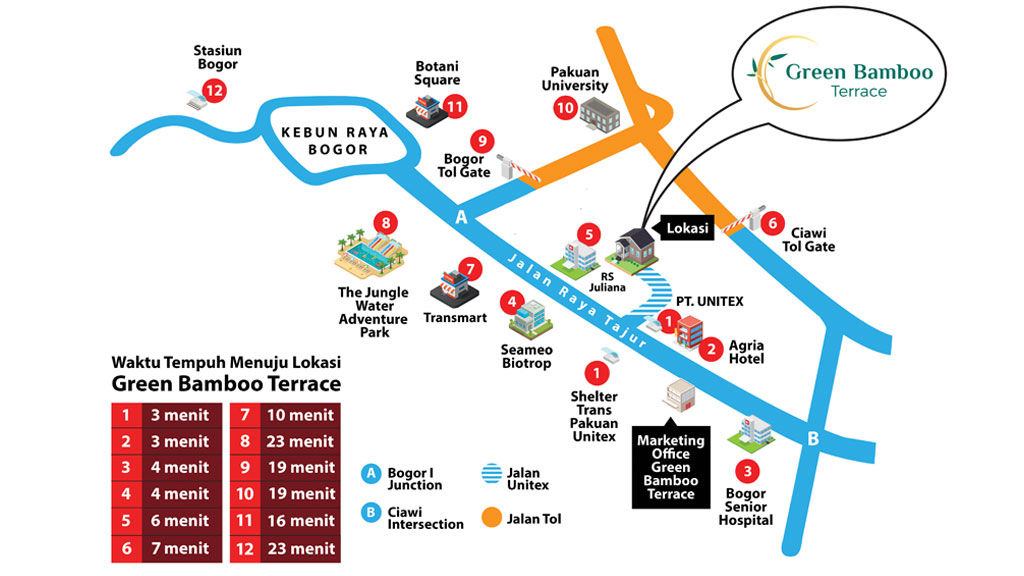 Stasiun
Bogor
12
KEBUN RAYA
BOGOR
Botani
Square
11
Pakuan
University
10
9
Bogor
Tol Gate
Green Bamboo
Terrace
A
8
The Jungle
Water
Adventure
Park
7
Transmart
5
RS
Juliana
Lokasi
6
Ciawi
Tol Gate
Jalan Raya Tajur
4
Seameo
Biotrop
PT. UNITEX
1
2
Agria
Hotel
1
Shelter
Trans
Pakuan
Unitex
Marketing
Office
Green
Bamboo
Terrace
3
Bogor
Senior
Hospital
B
Waktu Tempuh Menuju Lokasi
Green Bamboo Terrace
1 3 menit 7 10 menit
2 3 menit 8 23 menit
3 4 menit 9 19 menit
4 4 menit 10 19 menit
5 6 menit 11 16 menit
6 7 menit 12 23 menit
A Bogor I
Junction
B Ciawi
Intersection
Jalan
Unitex
Jalan Tol